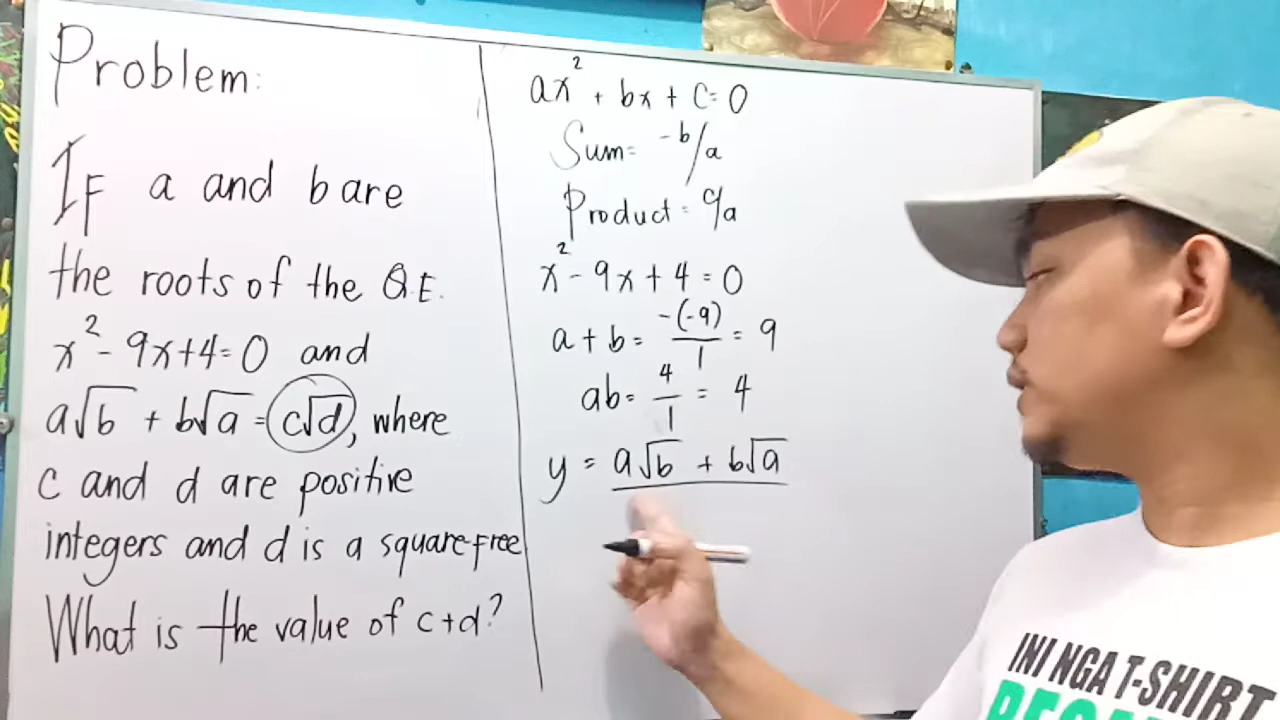 Problem:
If a and b are
the roots of the Q.E.
x² - 9x + 4 = 0 and
a√b + b√a = c√d, where
c and d are positive
integers and d is a square-free
What is the value of c+d?
ax² + bx + c = 0
Sum = -b/a
Product = c/a
x² - 9x + 4 = 0
a + b = -(-9)/1 = 9
ab = 4/1 = 4
y = a√b + b√a
INI NGA T-SHIRT